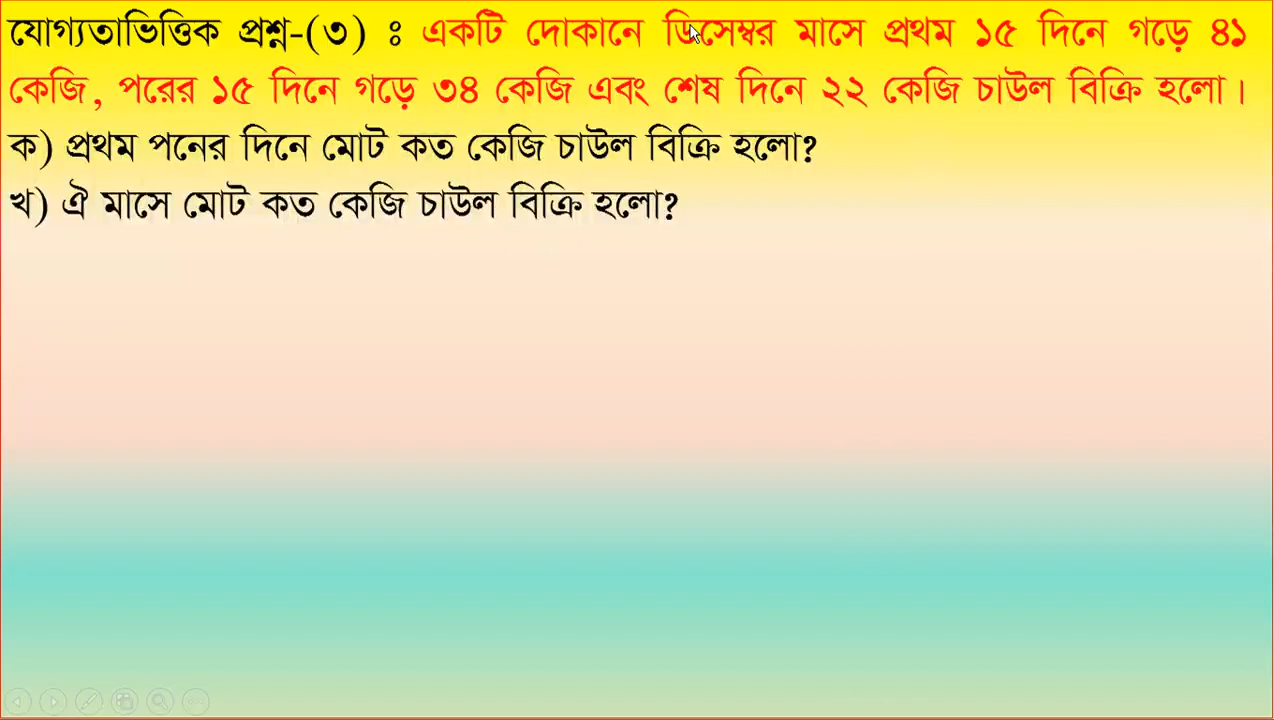 যোগ্যতাভিত্তিক প্রশ্ন-(৩) ঃ একটি দোকানে ডিসেম্বর মাসে প্রথম ১৫ দিনে গড়ে ৪১
কেজি, পরের ১৫ দিনে গড়ে ৩৪ কেজি এবং শেষ দিনে ২২ কেজি চাউল বিক্রি হলো।
ক) প্রথম পনের দিনে মোট কত কেজি চাউল বিক্রি হলো?
খ) ঐ মাসে মোট কত কেজি চাউল বিক্রি হলো?